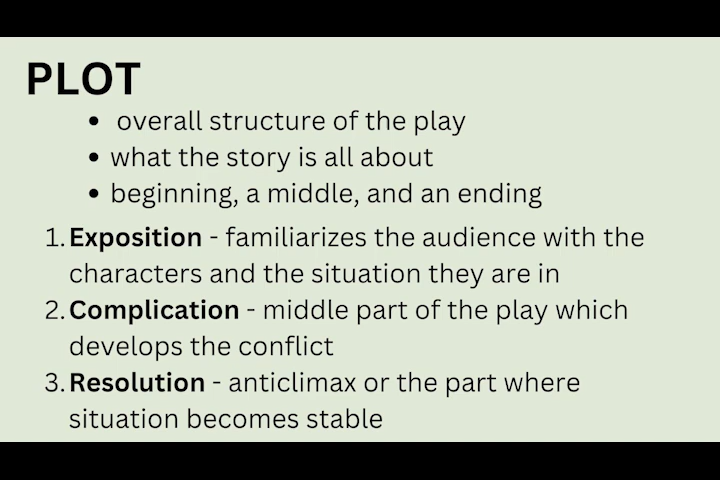 PLOT
• overall structure of the play
• what the story is all about
• beginning, a middle, and an ending
1. Exposition - familiarizes the audience with the
characters and the situation they are in
2. Complication - middle part of the play which
develops the conflict
3. Resolution - anticlimax or the part where
situation becomes stable